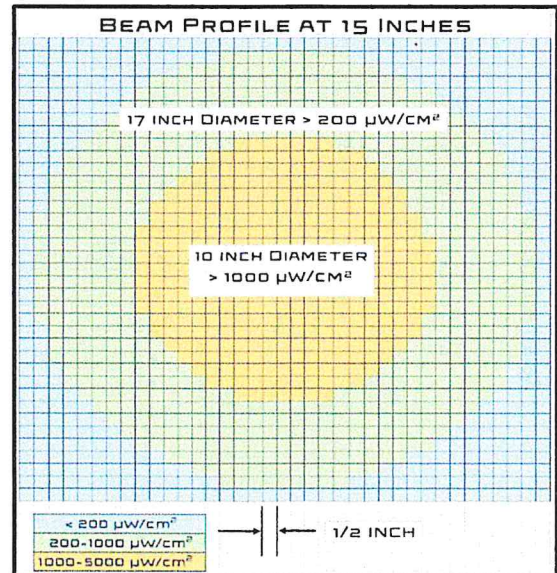 BEAM PROFILE AT 15 INCHES
17 INCH DIAMETER > 200 µW/CM²
10 INCH DIAMETER
> 1000 µW/CM²
< 200 µW/cm²
200-1000 µW/cm²
1000-5000 µW/cm²
1/2 INCH